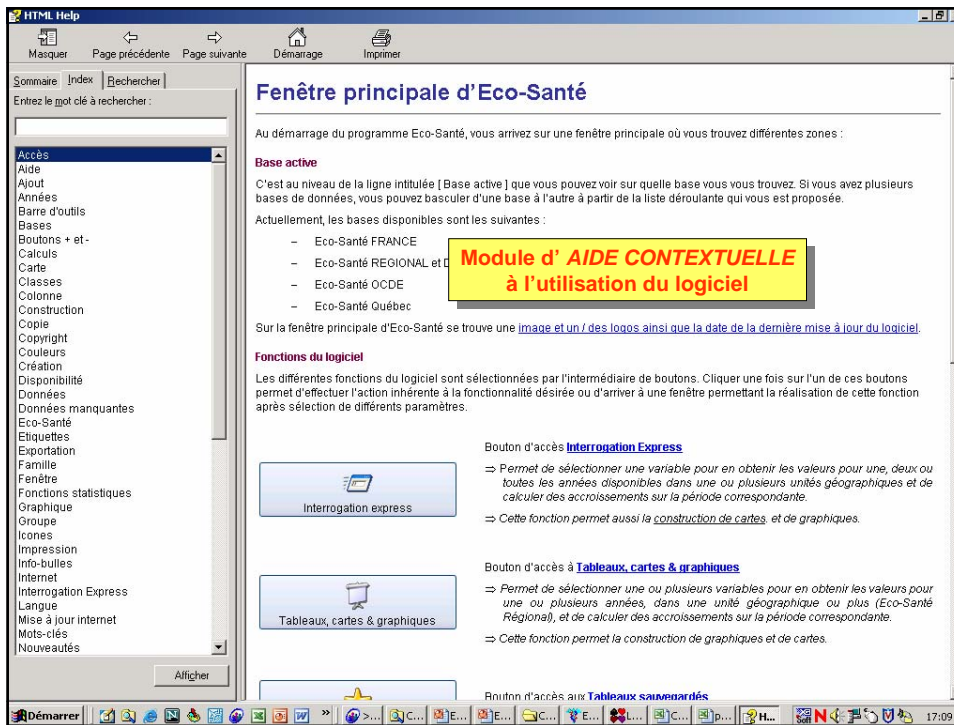 HTML Help
Masquer Page précédente Page suivante Démarrage Imprimer
Sommaire Index Rechercher
Entrez le mot clé à rechercher :
Accès
Aide
Ajout
Années
Barre d'outils
Bases
Boutons + et -
Calculs
Carte
Classes
Colonne
Construction
Copie
Copyright
Couleurs
Création
Disponibilité
Données
Données manquantes
Eco-Santé
Etiquettes
Exportation
Famille
Fenêtre
Fonctions statistiques
Graphique
Groupe
Icones
Impression
Info-bulles
Internet
Interrogation Express
Langue
Mise à jour internet
Mots-clés
Nouveautés
Afficher
Fenêtre principale d'Eco-Santé
Au démarrage du programme Eco-Santé, vous arrivez sur une fenêtre principale où vous trouvez différentes zones :
Base active
C'est au niveau de la ligne intitulée [ Base active ] que vous pouvez voir sur quelle base vous vous trouvez. Si vous avez plusieurs
bases de données, vous pouvez basculer d'une base à l'autre à partir de la liste déroulante qui vous est proposée.
Actuellement, les bases disponibles sont les suivantes :
– Eco-Santé FRANCE
– Eco-Santé REGIONAL et
– Eco-Santé OCDE
– Eco-Santé Québec
Module d' AIDE CONTEXTUELLE
à l'utilisation du logiciel
Sur la fenêtre principale d'Eco-Santé se trouve une image et un / des logos ainsi que la date de la dernière mise à jour du logiciel.
Fonctions du logiciel
Les différentes fonctions du logiciel sont sélectionnées par l'intermédiaire de boutons. Cliquer une fois sur l'un de ces boutons
permet d'effectuer l'action inhérente à la fonctionnalité désirée ou d'arriver à une fenêtre permettant la réalisation de cette fonction
après sélection de différents paramètres.
Interrogation express
Bouton d'accès Interrogation Express
⇒ Permet de sélectionner une variable pour en obtenir les valeurs pour une, deux ou
toutes les années disponibles dans une ou plusieurs unités géographiques et de
calculer des accroissements sur la période correspondante.
⇒ Cette fonction permet aussi la construction de cartes. et de graphiques.
Tableaux, cartes & graphiques
Bouton d'accès à Tableaux, cartes & graphiques
⇒ Permet de sélectionner une ou plusieurs variables pour en obtenir les valeurs pour
une ou plusieurs années, dans une unité géographique ou plus (Eco-Santé
Régional), et de calculer des accroissements sur la période correspondante.
⇒ Cette fonction permet la construction de graphiques et de cartes.
Bouton d'accès aux Tableaux sauvegardés
Démarrer » >... C... E... E... C... E... L... C... p... H... 17:09